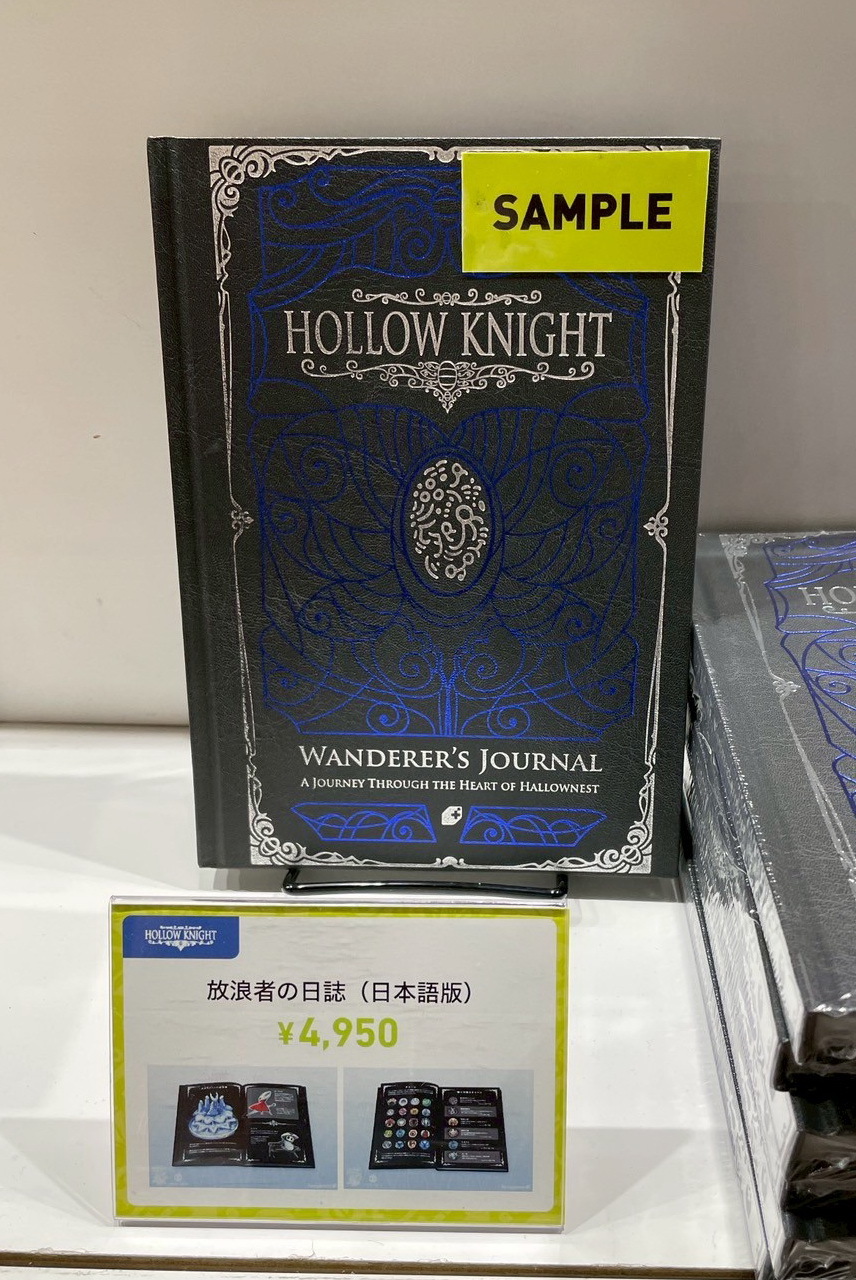 SAMPLE
HOLLOW KNIGHT
WANDERER'S JOURNAL
A JOURNEY THROUGH THE HEART OF HALLOWNEST
HO
HOLLOW KNIGHT
放浪者の日誌（日本語版）
¥4,950